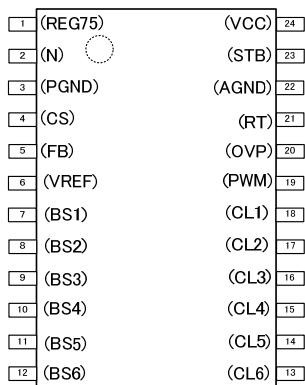 1 (REG75) (VCC) 24
2 (N) (STB) 23
3 (PGND) (AGND) 22
4 (CS) (RT) 21
5 (FB) (OVP) 20
6 (VREF) (PWM) 19
7 (BS1) (CL1) 18
8 (BS2) (CL2) 17
9 (BS3) (CL3) 16
10 (BS4) (CL4) 15
11 (BS5) (CL5) 14
12 (BS6) (CL6) 13